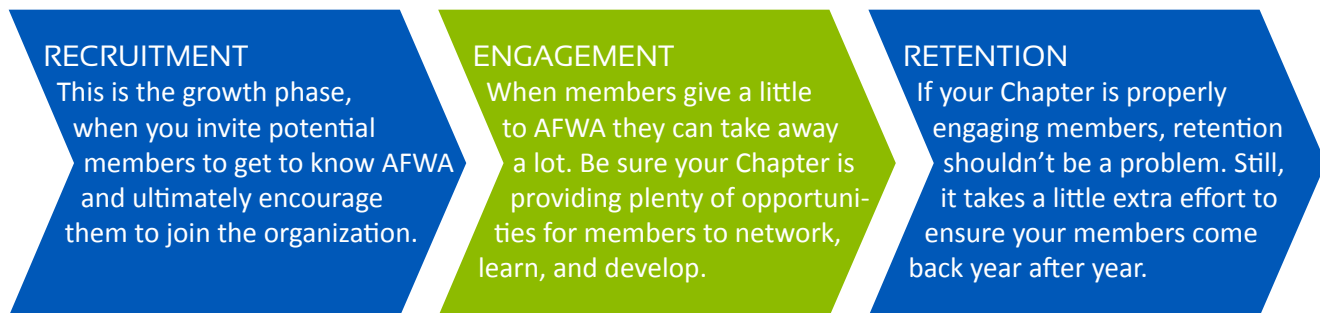 RECRUITMENT
This is the growth phase,
when you invite potential
members to get to know AFWA
and ultimately encourage
them to join the organization.
ENGAGEMENT
When members give a little
to AFWA they can take away
a lot. Be sure your Chapter is
providing plenty of opportuni-
ties for members to network,
learn, and develop.
RETENTION
If your Chapter is properly
engaging members, retention
shouldn’t be a problem. Still,
it takes a little extra effort to
ensure your members come
back year after year.